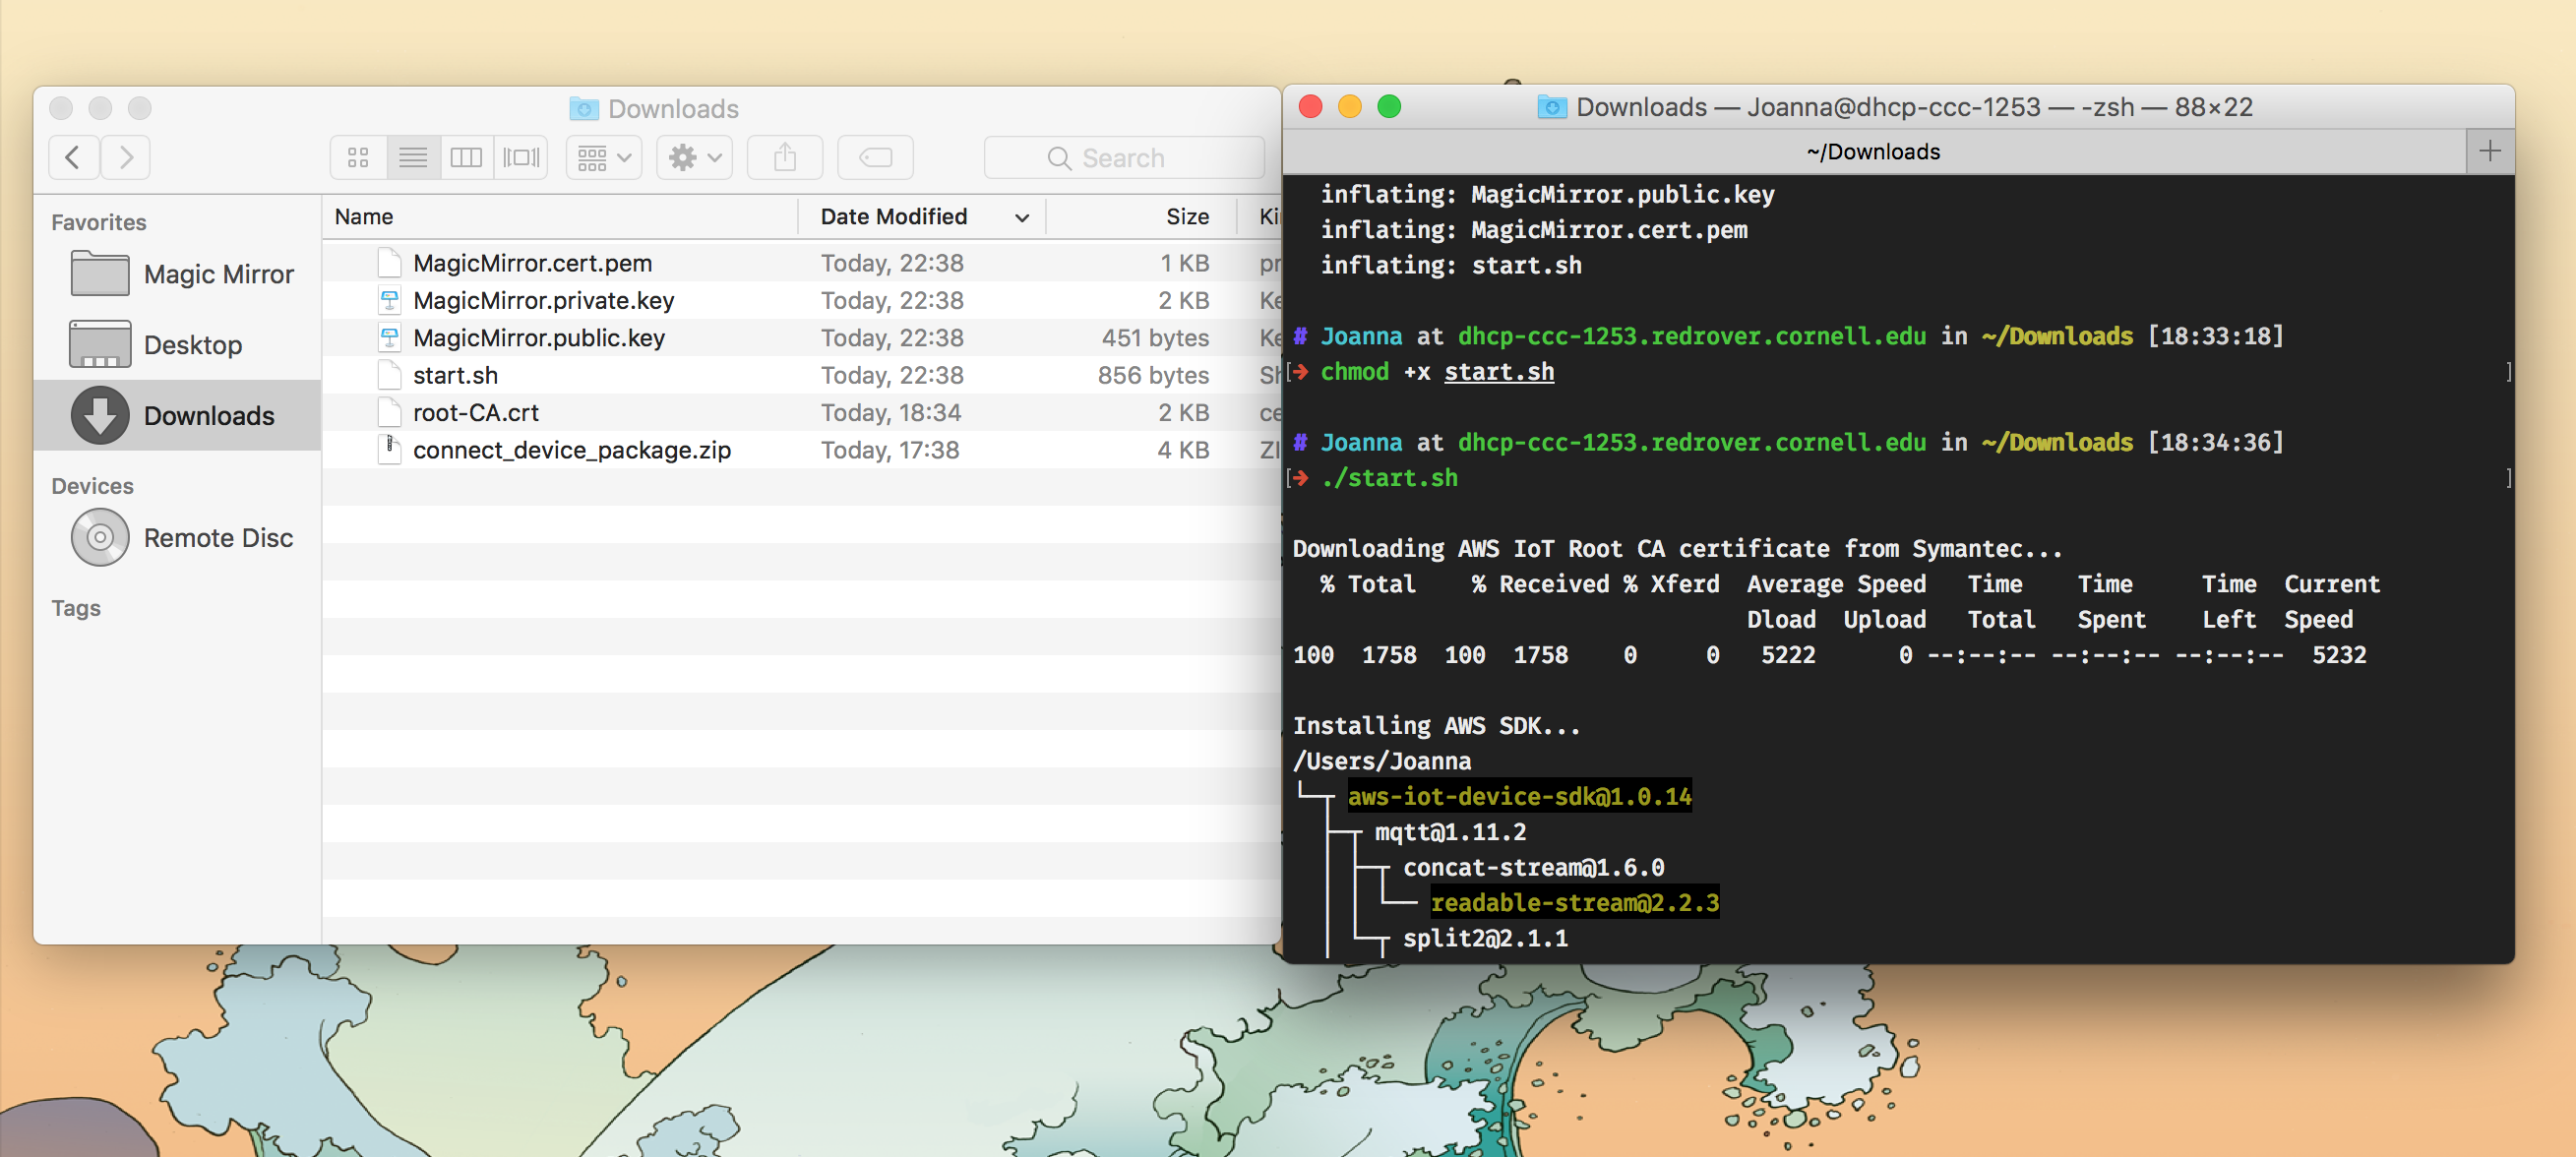 Downloads
Search
Favorites
Magic Mirror
Desktop
Downloads
Devices
Remote Disc
Tags
Name Date Modified Size Ki
MagicMirror.cert.pem Today, 22:38 1 KB pr
MagicMirror.private.key Today, 22:38 2 KB Ke
MagicMirror.public.key Today, 22:38 451 bytes Ke
start.sh Today, 22:38 856 bytes Sh
root-CA.crt Today, 18:34 2 KB ce
connect_device_package.zip Today, 17:38 4 KB ZI
Downloads — Joanna@dhcp-ccc-1253 — -zsh — 88×22
~/Downloads
inflating: MagicMirror.public.key
inflating: MagicMirror.cert.pem
inflating: start.sh
# Joanna at dhcp-ccc-1253.redrover.cornell.edu in ~/Downloads [18:33:18]
[➔ chmod +x start.sh ]
# Joanna at dhcp-ccc-1253.redrover.cornell.edu in ~/Downloads [18:34:36]
[➔ ./start.sh ]
Downloading AWS IoT Root CA certificate from Symantec...
% Total % Received % Xferd Average Speed Time Time Time Current
Dload Upload Total Spent Left Speed
100 1758 100 1758 0 0 5222 0 --:--:-- --:--:-- --:--:-- 5232
Installing AWS SDK...
/Users/Joanna
└─┬ aws-iot-device-sdk@1.0.14
├─┬ mqtt@1.11.2
│ ├─┬ concat-stream@1.6.0
│ │ └── readable-stream@2.2.3
│ └─┬ split2@2.1.1